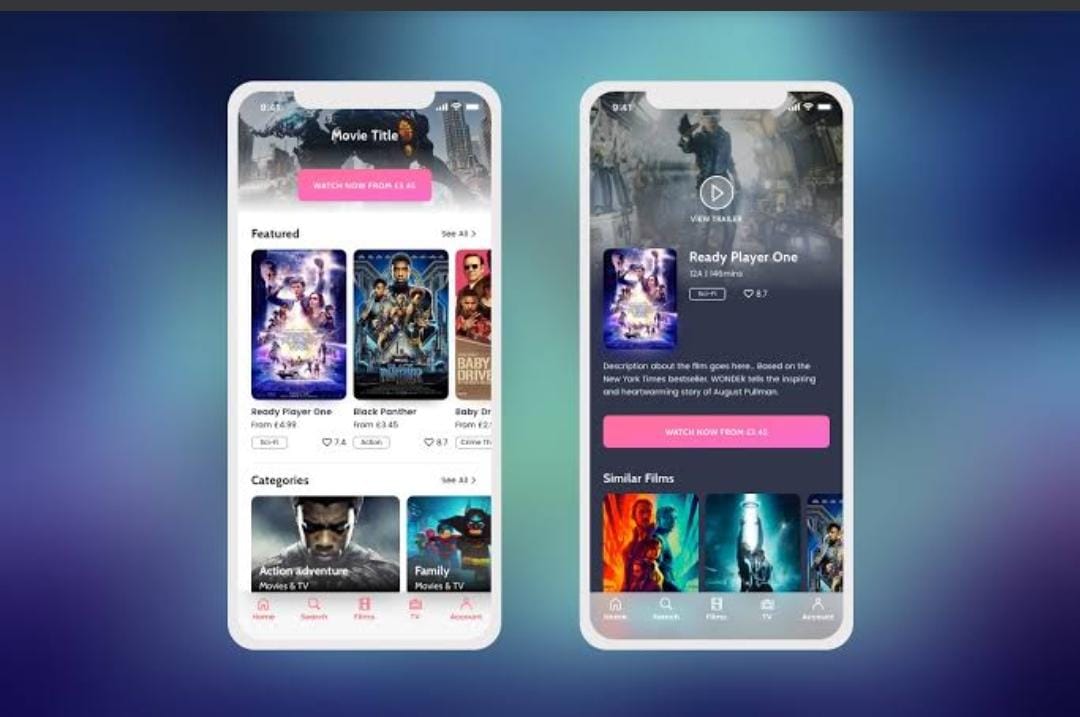 9:41
Movie Title
WATCH NOW FROM £3.45
Featured
See All >
Ready Player One
From £4.99
Sci-Fi
7.4
Black Panther
From £3.45
Action
8.7
BABY
DRIVE
Baby Dr
From £2.
Crime Th
Categories
See All >
Action adventure
Movies & TV
Family
Movies & TV
Home
Search
Films
TV
Account
9:41
VIEW TRAILER
Ready Player One
12A | 146mins
Sci-Fi
8.7
Description about the film goes here.. Based on the
New York Times bestseller, WONDER tells the inspiring
and heartwarming story of August Pullman.
WATCH NOW FROM £3.45
Similar Films
Home
Search
Films
TV
Account